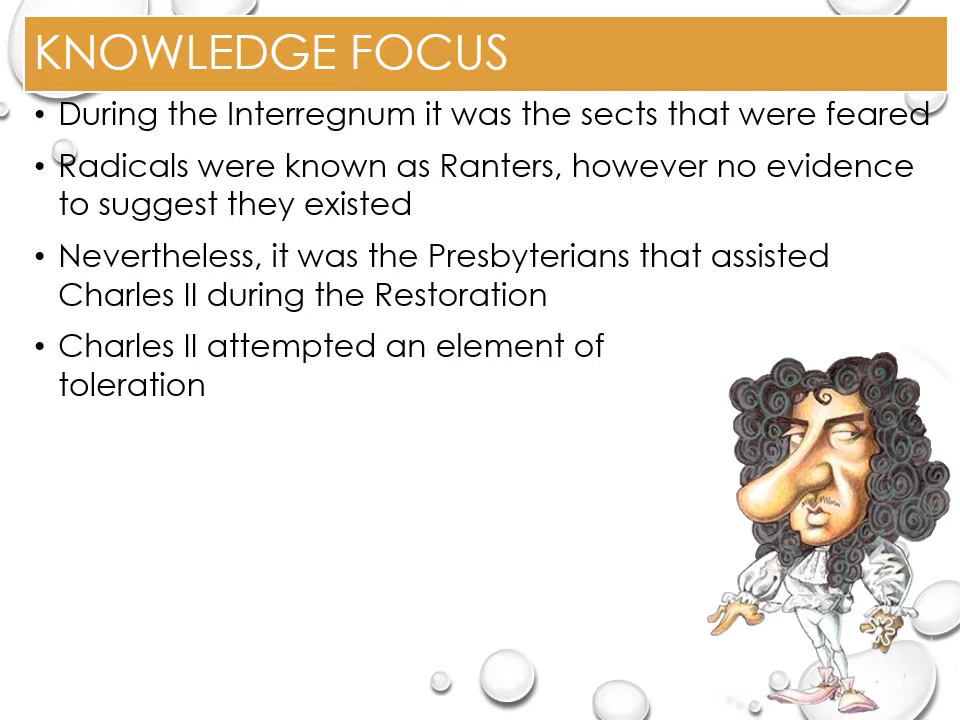 KNOWLEDGE FOCUS
• During the Interregnum it was the sects that were feared
• Radicals were known as Ranters, however no evidence
to suggest they existed
• Nevertheless, it was the Presbyterians that assisted
Charles II during the Restoration
• Charles II attempted an element of
toleration